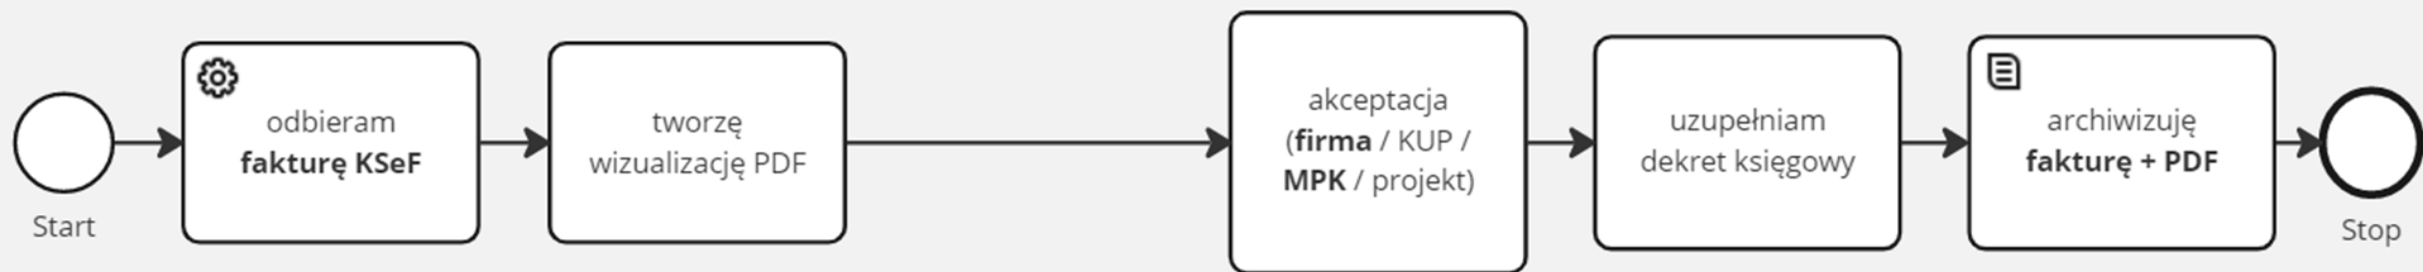 Start
odbieram
fakturę KSeF
tworzę
wizualizację PDF
akceptacja
(firma / KUP /
MPK / projekt)
uzupełniam
dekret księgowy
archiwizuję
fakturę + PDF
Stop